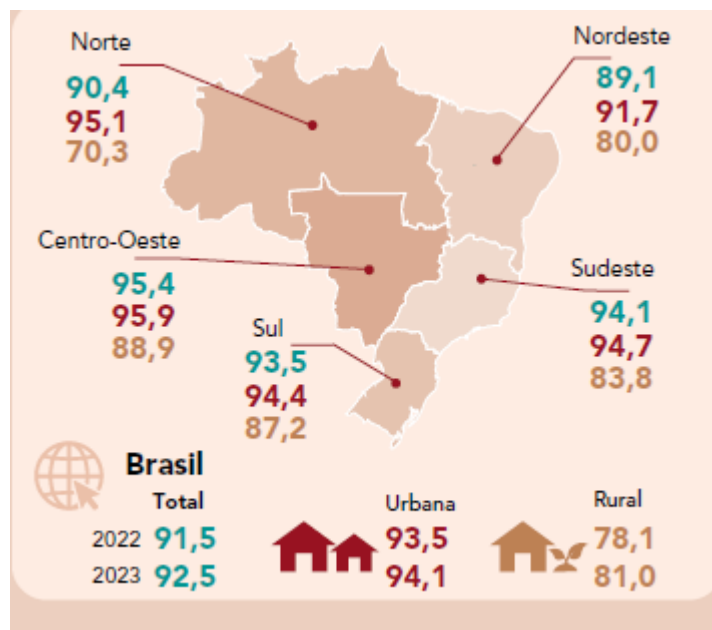 Norte
90,4
95,1
70,3
Nordeste
89,1
91,7
80,0
Centro-Oeste
95,4
95,9
88,9
Sudeste
94,1
94,7
83,8
Sul
93,5
94,4
87,2
Brasil
Total Urbana Rural
2022 91,5 93,5 78,1
2023 92,5 94,1 81,0